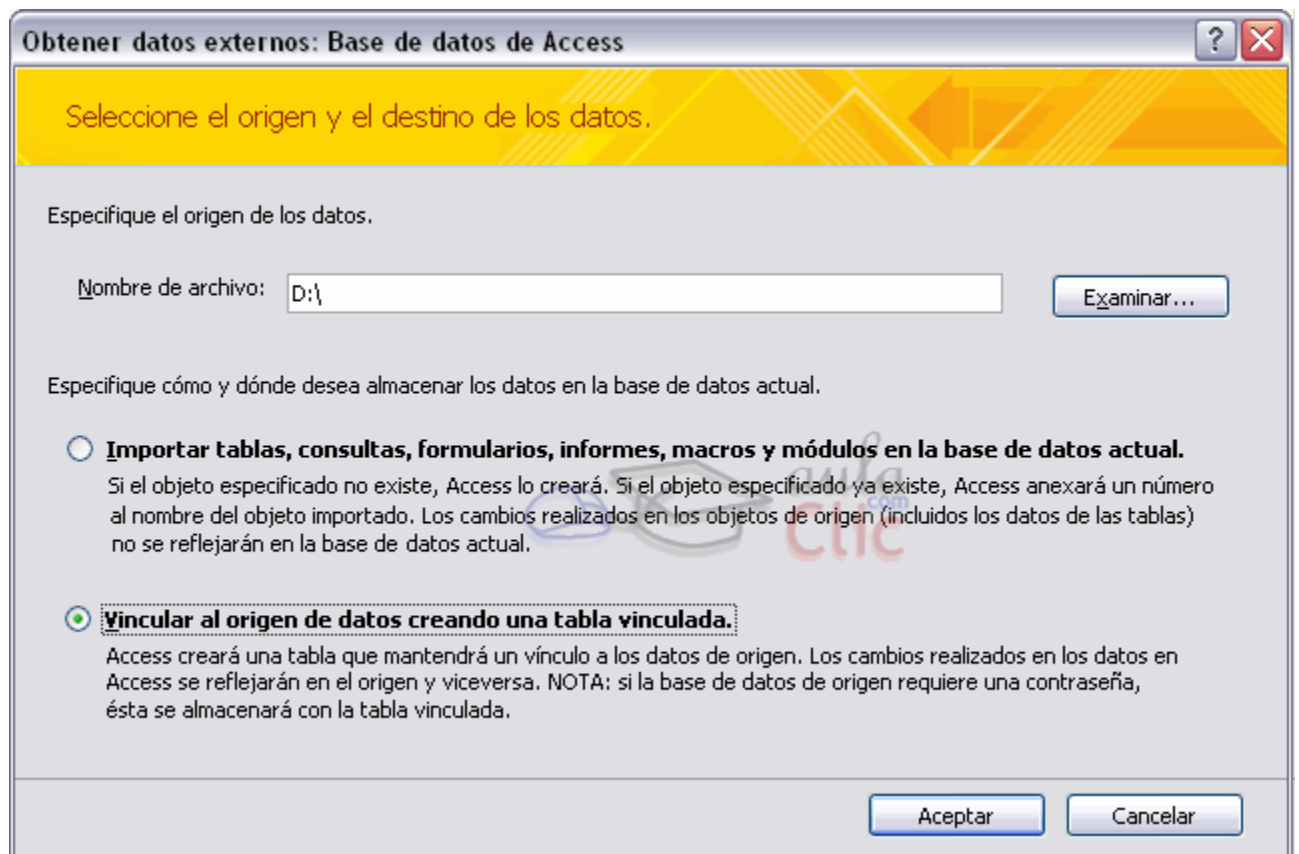 Obtener datos externos: Base de datos de Access
Seleccione el origen y el destino de los datos.
Especifique el origen de los datos.
Nombre de archivo: D:\ Examinar...
Especifique cómo y dónde desea almacenar los datos en la base de datos actual.
Importar tablas, consultas, formularios, informes, macros y módulos en la base de datos actual.
Si el objeto especificado no existe, Access lo creará. Si el objeto especificado ya existe, Access anexará un número
al nombre del objeto importado. Los cambios realizados en los objetos de origen (incluidos los datos de las tablas)
no se reflejarán en la base de datos actual.
aula
.com
Clic
Vincular al origen de datos creando una tabla vinculada.
Access creará una tabla que mantendrá un vínculo a los datos de origen. Los cambios realizados en los datos en
Access se reflejarán en el origen y viceversa. NOTA: si la base de datos de origen requiere una contraseña,
ésta se almacenará con la tabla vinculada.
Aceptar Cancelar